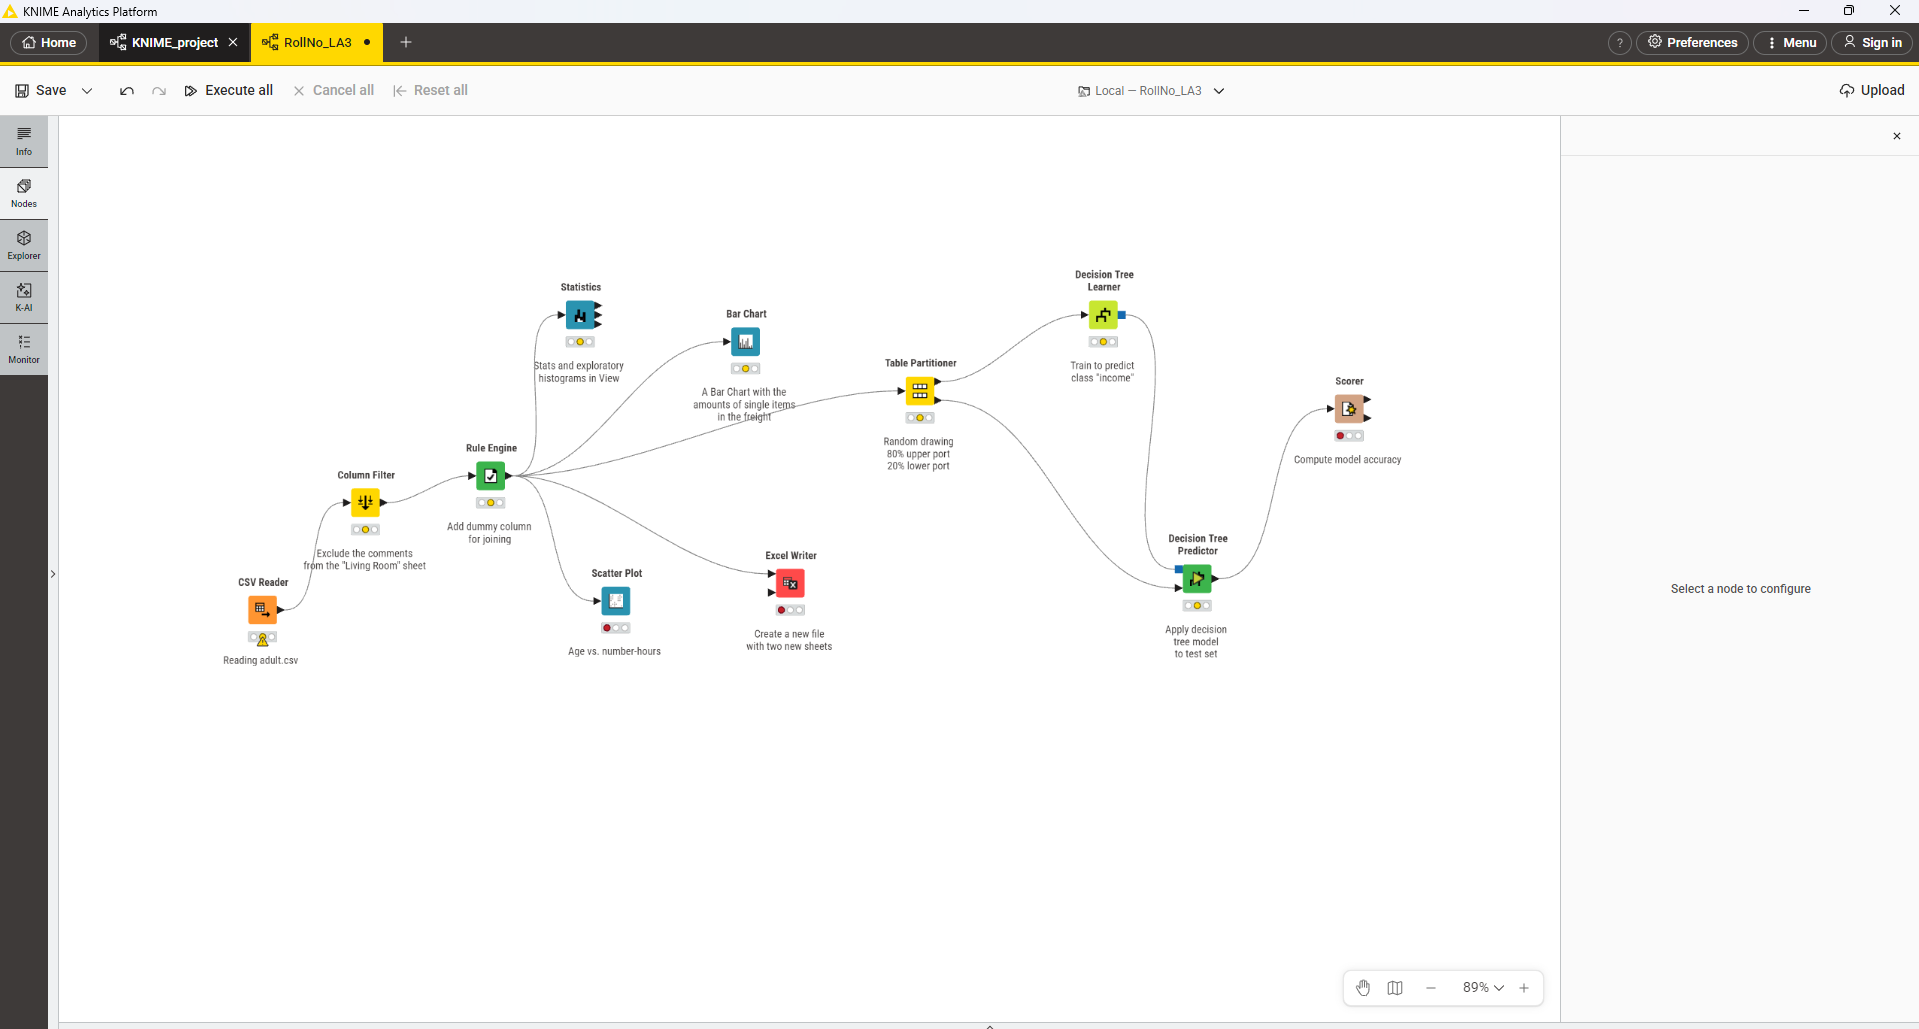 KNIME Analytics Platform
Home
KNIME_project
RollNo_LA3
?
Preferences
Menu
Sign in
Save
Execute all
Cancel all
Reset all
Local — RollNo_LA3
Upload
Info
Nodes
Explorer
K-AI
Monitor
Statistics
Stats and exploratory
histograms in View
Bar Chart
A Bar Chart with the
amounts of single items
in the freight
Decision Tree
Learner
Train to predict
class "income"
Table Partitioner
Random drawing
80% upper port
20% lower port
Scorer
Compute model accuracy
Rule Engine
Add dummy column
for joining
Column Filter
Exclude the comments
from the "Living Room" sheet
CSV Reader
Reading adult.csv
Scatter Plot
Age vs. number-hours
Excel Writer
Create a new file
with two new sheets
Decision Tree
Predictor
Apply decision
tree model
to test set
Select a node to configure
89%